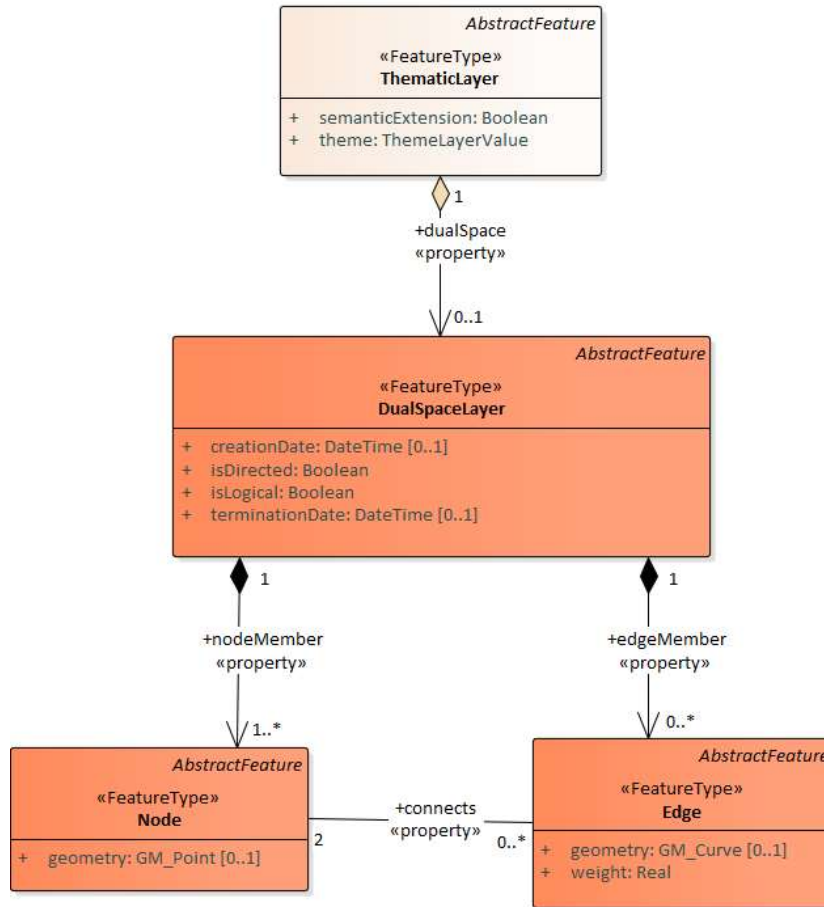 AbstractFeature
«FeatureType»
ThematicLayer
+ semanticExtension: Boolean
+ theme: ThemeLayerValue
1
+dualSpace
«property»
0..1
AbstractFeature
«FeatureType»
DualSpaceLayer
+ creationDate: DateTime [0..1]
+ isDirected: Boolean
+ isLogical: Boolean
+ terminationDate: DateTime [0..1]
1
1
+nodeMember
«property»
+edgeMember
«property»
1..*
0..*
AbstractFeature
«FeatureType»
Node
+ geometry: GM_Point [0..1]
+connects
«property»
2
0..*
AbstractFeature
«FeatureType»
Edge
+ geometry: GM_Curve [0..1]
+ weight: Real